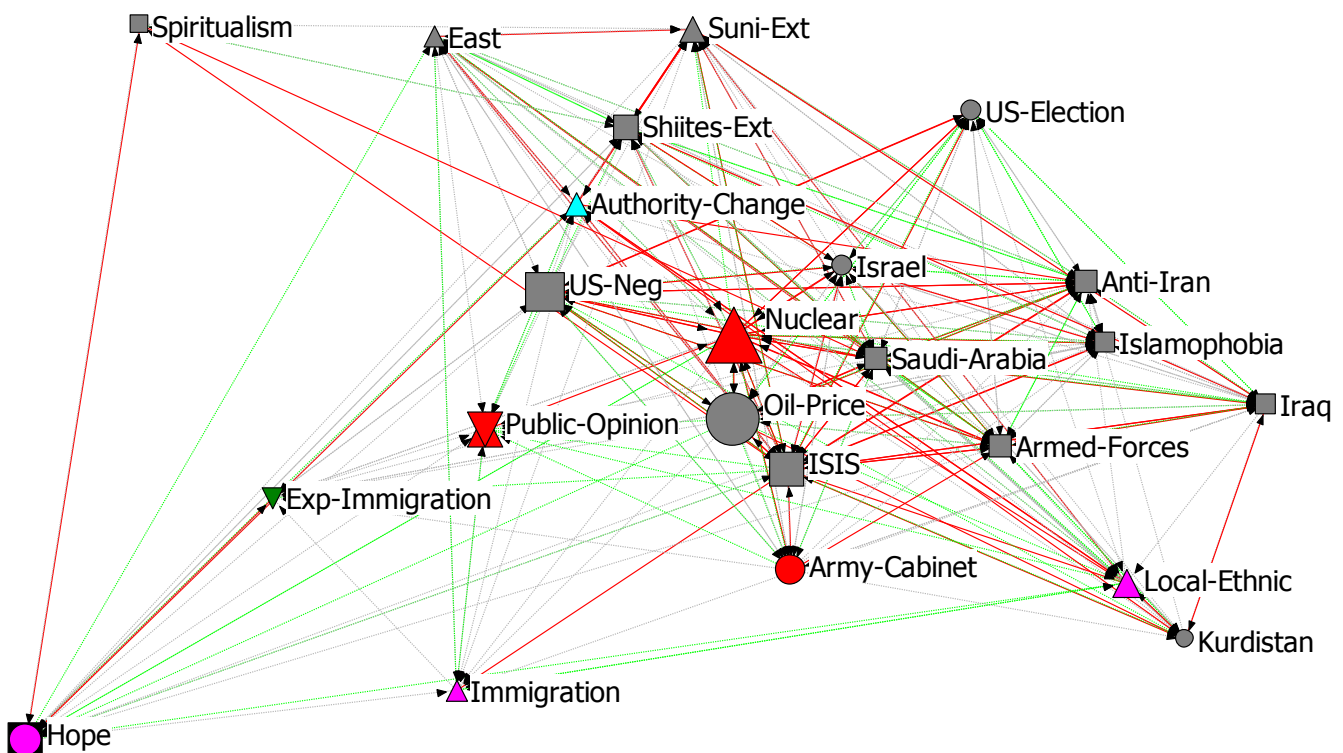 Spiritualism
East
Suni-Ext
US-Election
Shiites-Ext
Authority-Change
Israel
US-Neg
Anti-Iran
Nuclear
Islamophobia
Saudi-Arabia
Oil-Price
Iraq
Public-Opinion
Armed-Forces
ISIS
Exp-Immigration
Army-Cabinet
Local-Ethnic
Kurdistan
Immigration
Hope